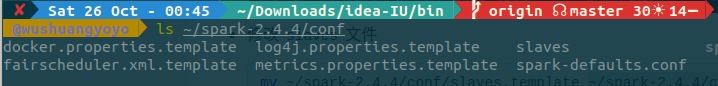 ✘ Sat 26 Oct - 00:45 ~/Downloads/idea-IU/bin origin master 30☀14−
@wushuangyoyo ls ~/spark-2.4.4/conf
docker.properties.template log4j.properties.template slaves
fairscheduler.xml.template metrics.properties.template spark-defaults.conf